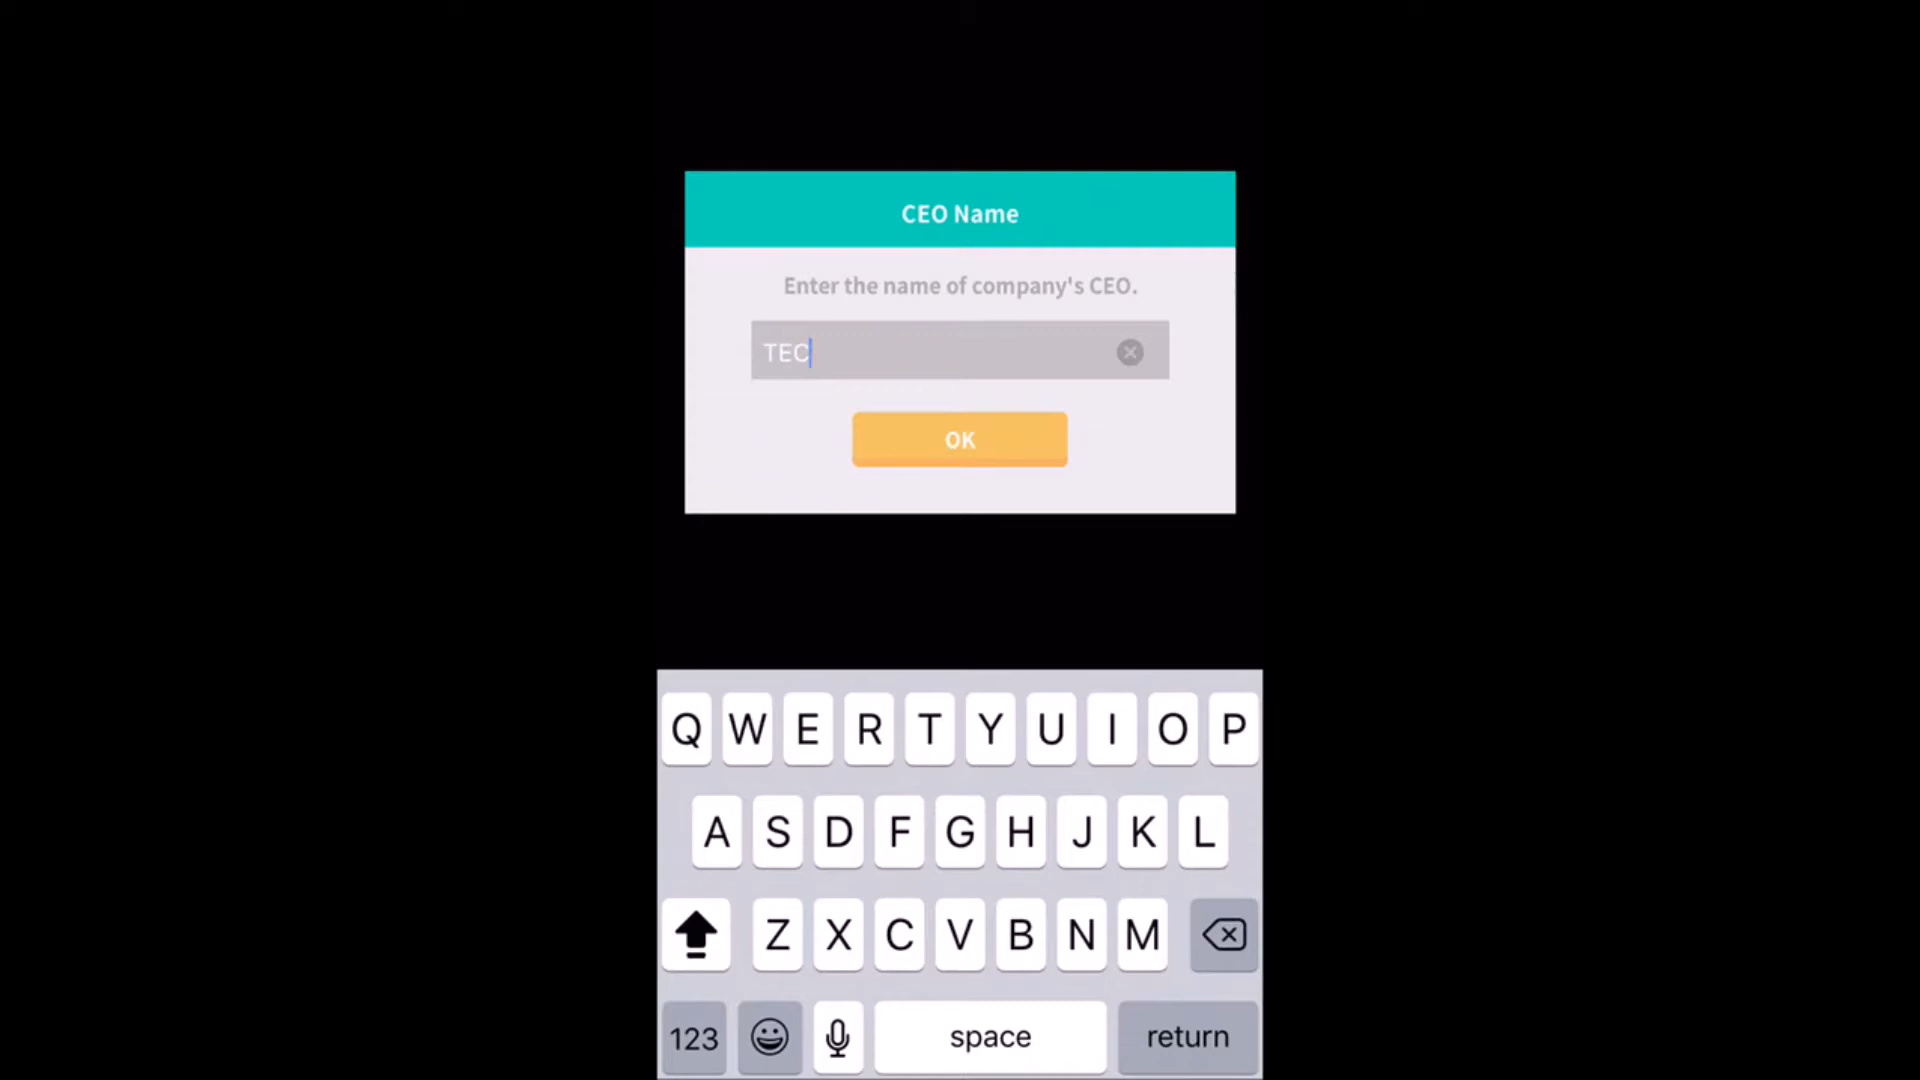 CEO Name
Enter the name of company's CEO.
TEC
OK
Q W E R T Y U I O P
A S D F G H J K L
Z X C V B N M
123 space return